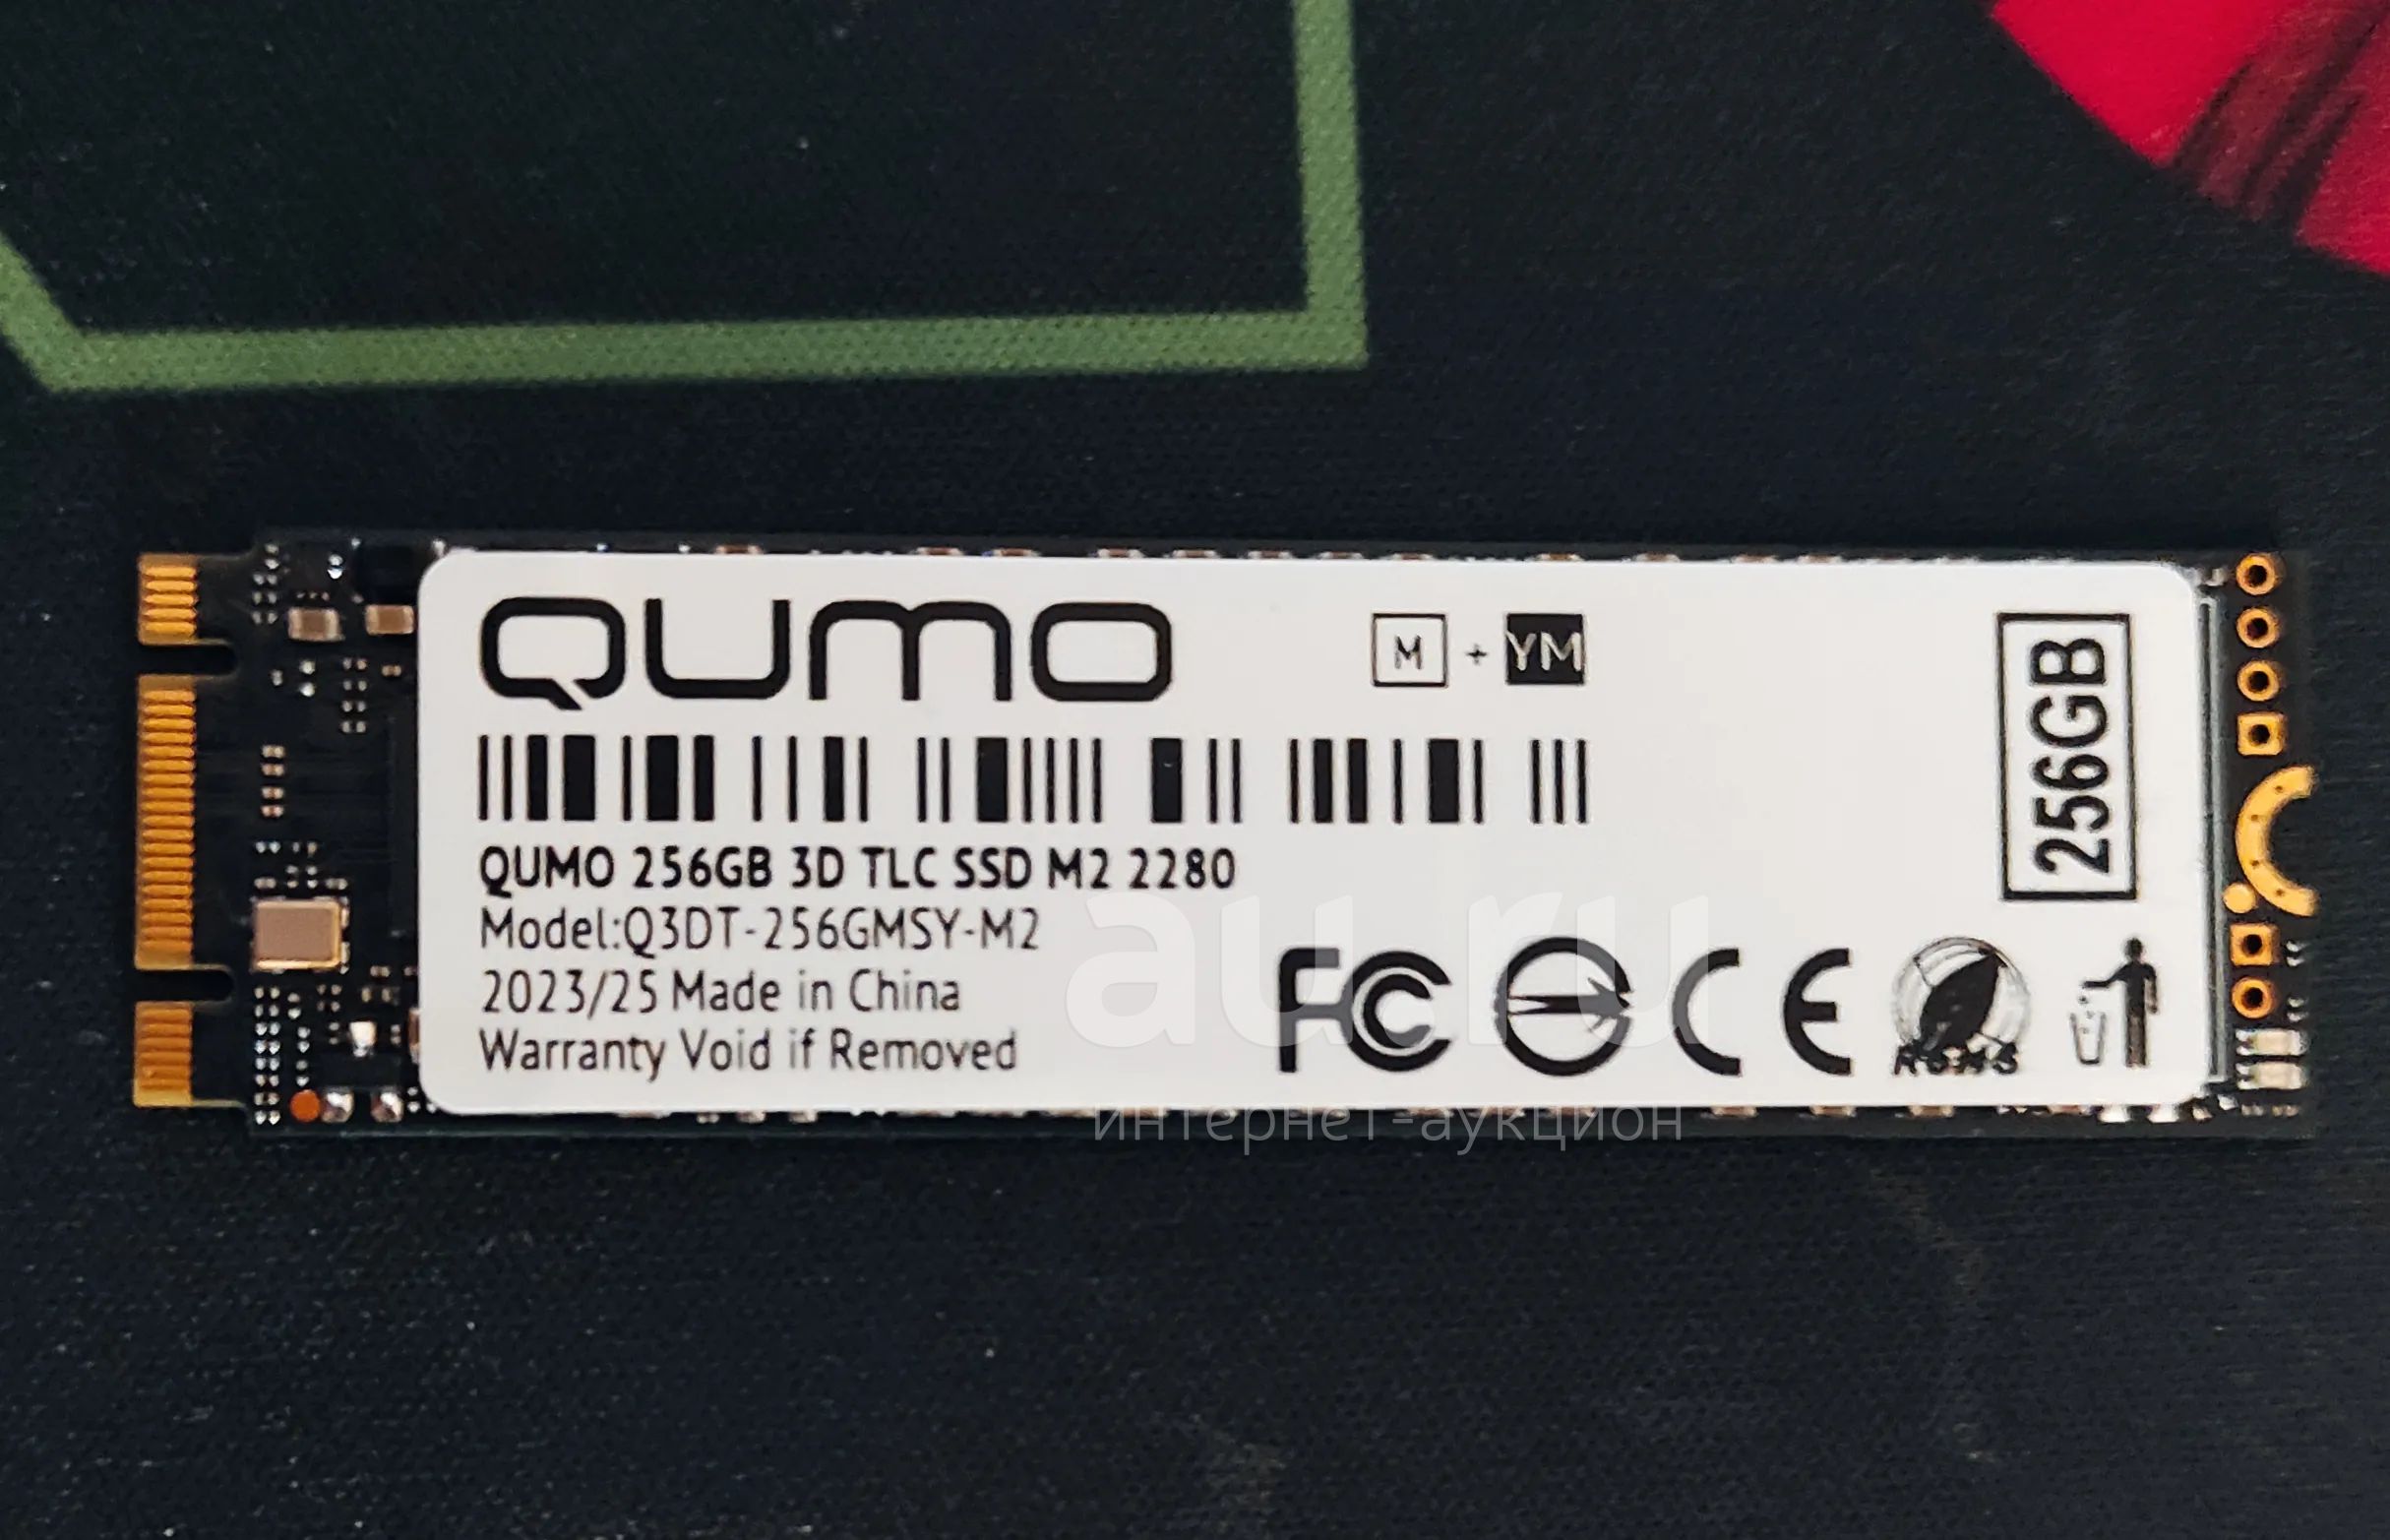 QUMO
M + YM
256GB
QUMO 256GB 3D TLC SSD M2 2280
Model:Q3DT-256GMSY-M2
2023/25 Made in China
Warranty Void if Removed
FC CE RoHS
au.ru
интернет-аукцион